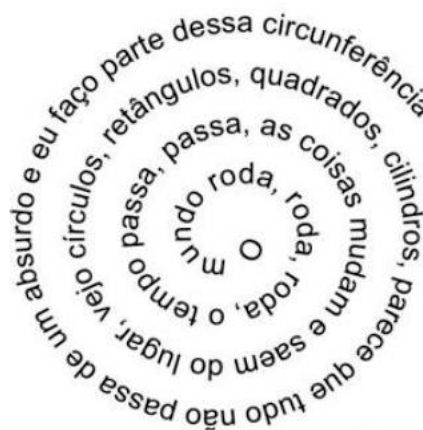 O mundo roda, roda, roda, o tempo passa, passa, as coisas mudam e saem do lugar, vejo círculos, retângulos, quadrados, cilindros, parece que tudo não passa de um absurdo e eu faço parte dessa circunferência